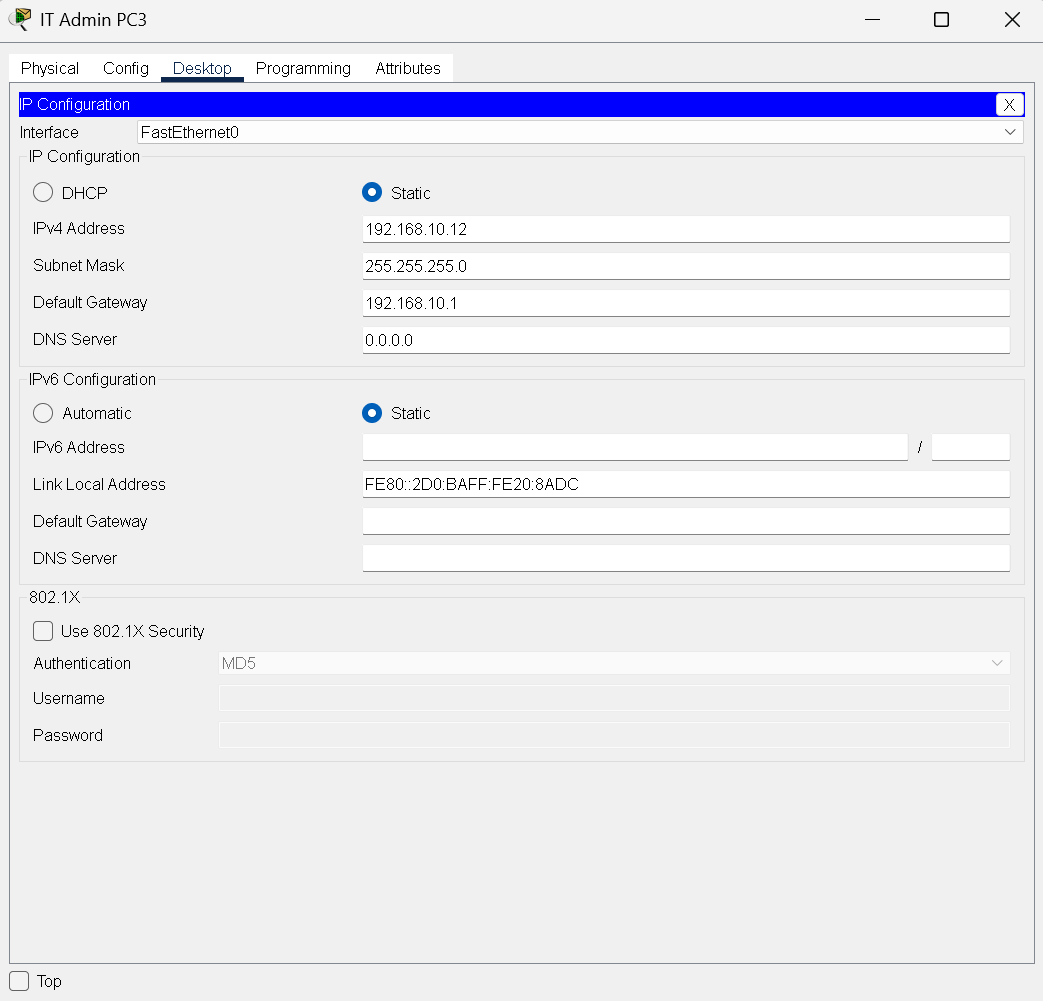 IT Admin PC3
Physical Config Desktop Programming Attributes
IP Configuration X
Interface FastEthernet0
IP Configuration
DHCP Static
IPv4 Address 192.168.10.12
Subnet Mask 255.255.255.0
Default Gateway 192.168.10.1
DNS Server 0.0.0.0
IPv6 Configuration
Automatic Static
IPv6 Address /
Link Local Address FE80::2D0:BAFF:FE20:8ADC
Default Gateway
DNS Server
802.1X
Use 802.1X Security
Authentication MD5
Username
Password
Top